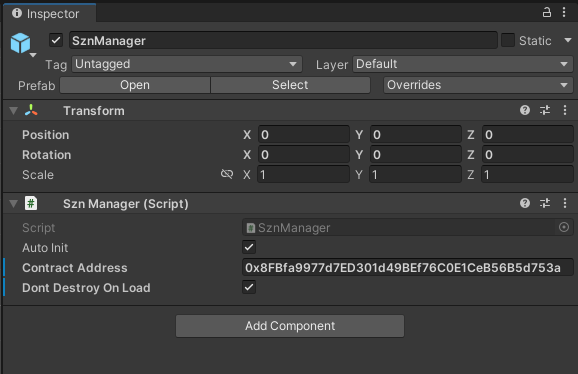 Inspector
SznManager Static
Tag Untagged Layer Default
Prefab Open Select Overrides
Transform
Position X 0 Y 0 Z 0
Rotation X 0 Y 0 Z 0
Scale X 1 Y 1 Z 1
# Szn Manager (Script)
Script # SznManager
Auto Init
Contract Address 0x8FBfa9977d7ED301d49BEf76C0E1CeB56B5d753a
Dont Destroy On Load
Add Component